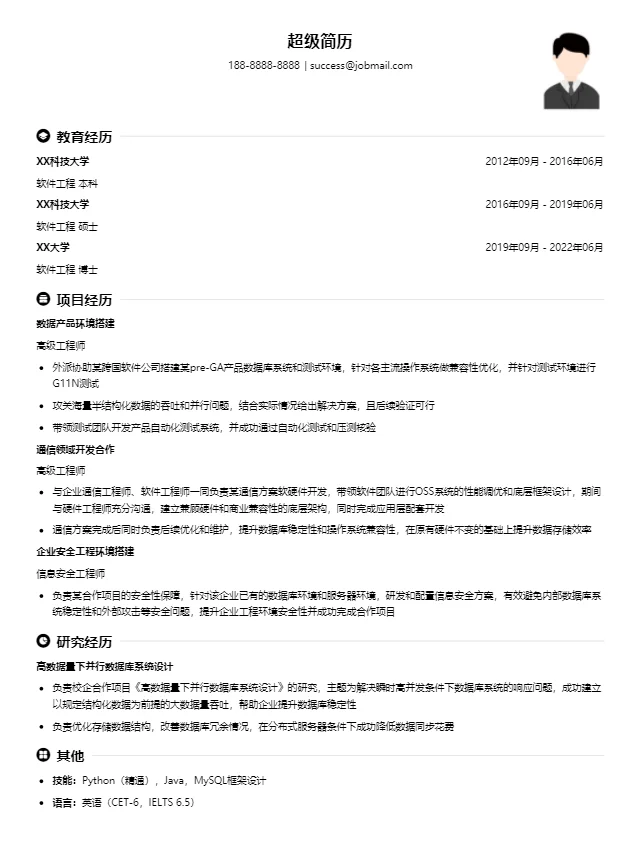 超级简历
188-8888-8888 | success@jobmail.com
教育经历
XX科技大学 2012年09月 - 2016年06月
软件工程 本科
XX科技大学 2016年09月 - 2019年06月
软件工程 硕士
XX大学 2019年09月 - 2022年06月
软件工程 博士
项目经历
数据产品环境搭建
高级工程师
• 外派协助某跨国软件公司搭建某pre-GA产品数据库系统和测试环境，针对各主流操作系统做兼容性优化，并针对测试环境进行
G11N测试
• 攻关海量半结构化数据的吞吐和并行问题，结合实际情况给出解决方案，且后续验证可行
• 带领测试团队开发产品自动化测试系统，并成功通过自动化测试和压测核验
通信领域开发合作
高级工程师
• 与企业通信工程师、软件工程师一同负责某通信方案软硬件开发，带领软件团队进行OSS系统的性能调优和底层框架设计，期间
与硬件工程师充分沟通，建立兼顾硬件和商业兼容性的底层架构，同时完成应用层配套开发
• 通信方案完成后同时负责后续优化和维护，提升数据库稳定性和操作系统兼容性，在原有硬件不变的基础上提升数据存储效率
企业安全工程环境搭建
信息安全工程师
• 负责某合作项目的安全性保障，针对该企业已有的数据库环境和服务器环境，研发和配置信息安全方案，有效避免内部数据库系
统稳定性和外部攻击等安全问题，提升企业工程环境安全性并成功完成合作项目
研究经历
高数据量下并行数据库系统设计
• 负责校企合作项目《高数据量下并行数据库系统设计》的研究，主题为解决瞬时高并发条件下数据库系统的响应问题，成功建立
以规定结构化数据为前提的大数据量吞吐，帮助企业提升数据库稳定性
• 负责优化存储数据结构，改善数据库冗余情况，在分布式服务器条件下成功降低数据同步花费
其他
• 技能：Python（精通），Java，MySQL框架设计
• 语言：英语（CET-6，IELTS 6.5）